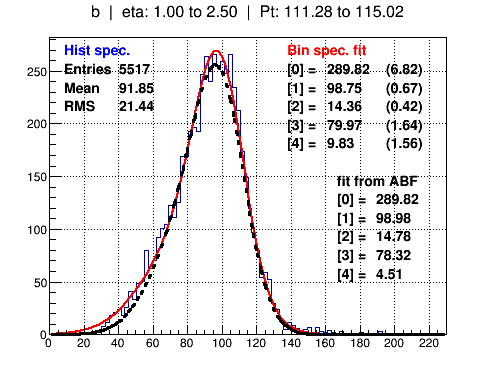 b | eta: 1.00 to 2.50 | Pt: 111.28 to 115.02
Hist spec.
Entries 5517
Mean 91.85
RMS 21.44
Bin spec. fit
[0] = 289.82 (6.82)
[1] = 98.75 (0.67)
[2] = 14.36 (0.42)
[3] = 79.97 (1.64)
[4] = 9.83 (1.56)
fit from ABF
[0] = 289.82
[1] = 98.98
[2] = 14.78
[3] = 78.32
[4] = 4.51
250
200
150
100
50
0
0 20 40 60 80 100 120 140 160 180 200 220